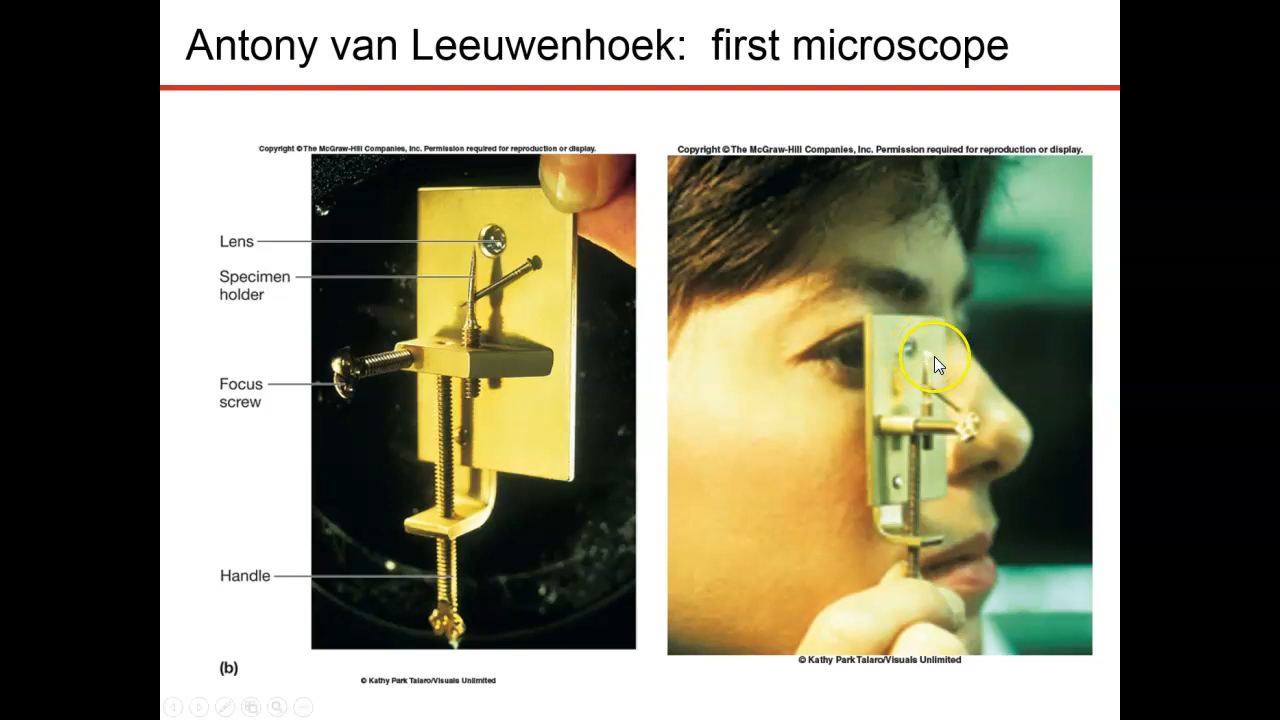 Antony van Leeuwenhoek:  first microscope
Copyright © The McGraw-Hill Companies, Inc. Permission required for reproduction or display.
Copyright © The McGraw-Hill Companies, Inc. Permission required for reproduction or display.
Lens
Specimen
holder
Focus
screw
Handle
(b)
© Kathy Park Talaro/Visuals Unlimited
© Kathy Park Talaro/Visuals Unlimited